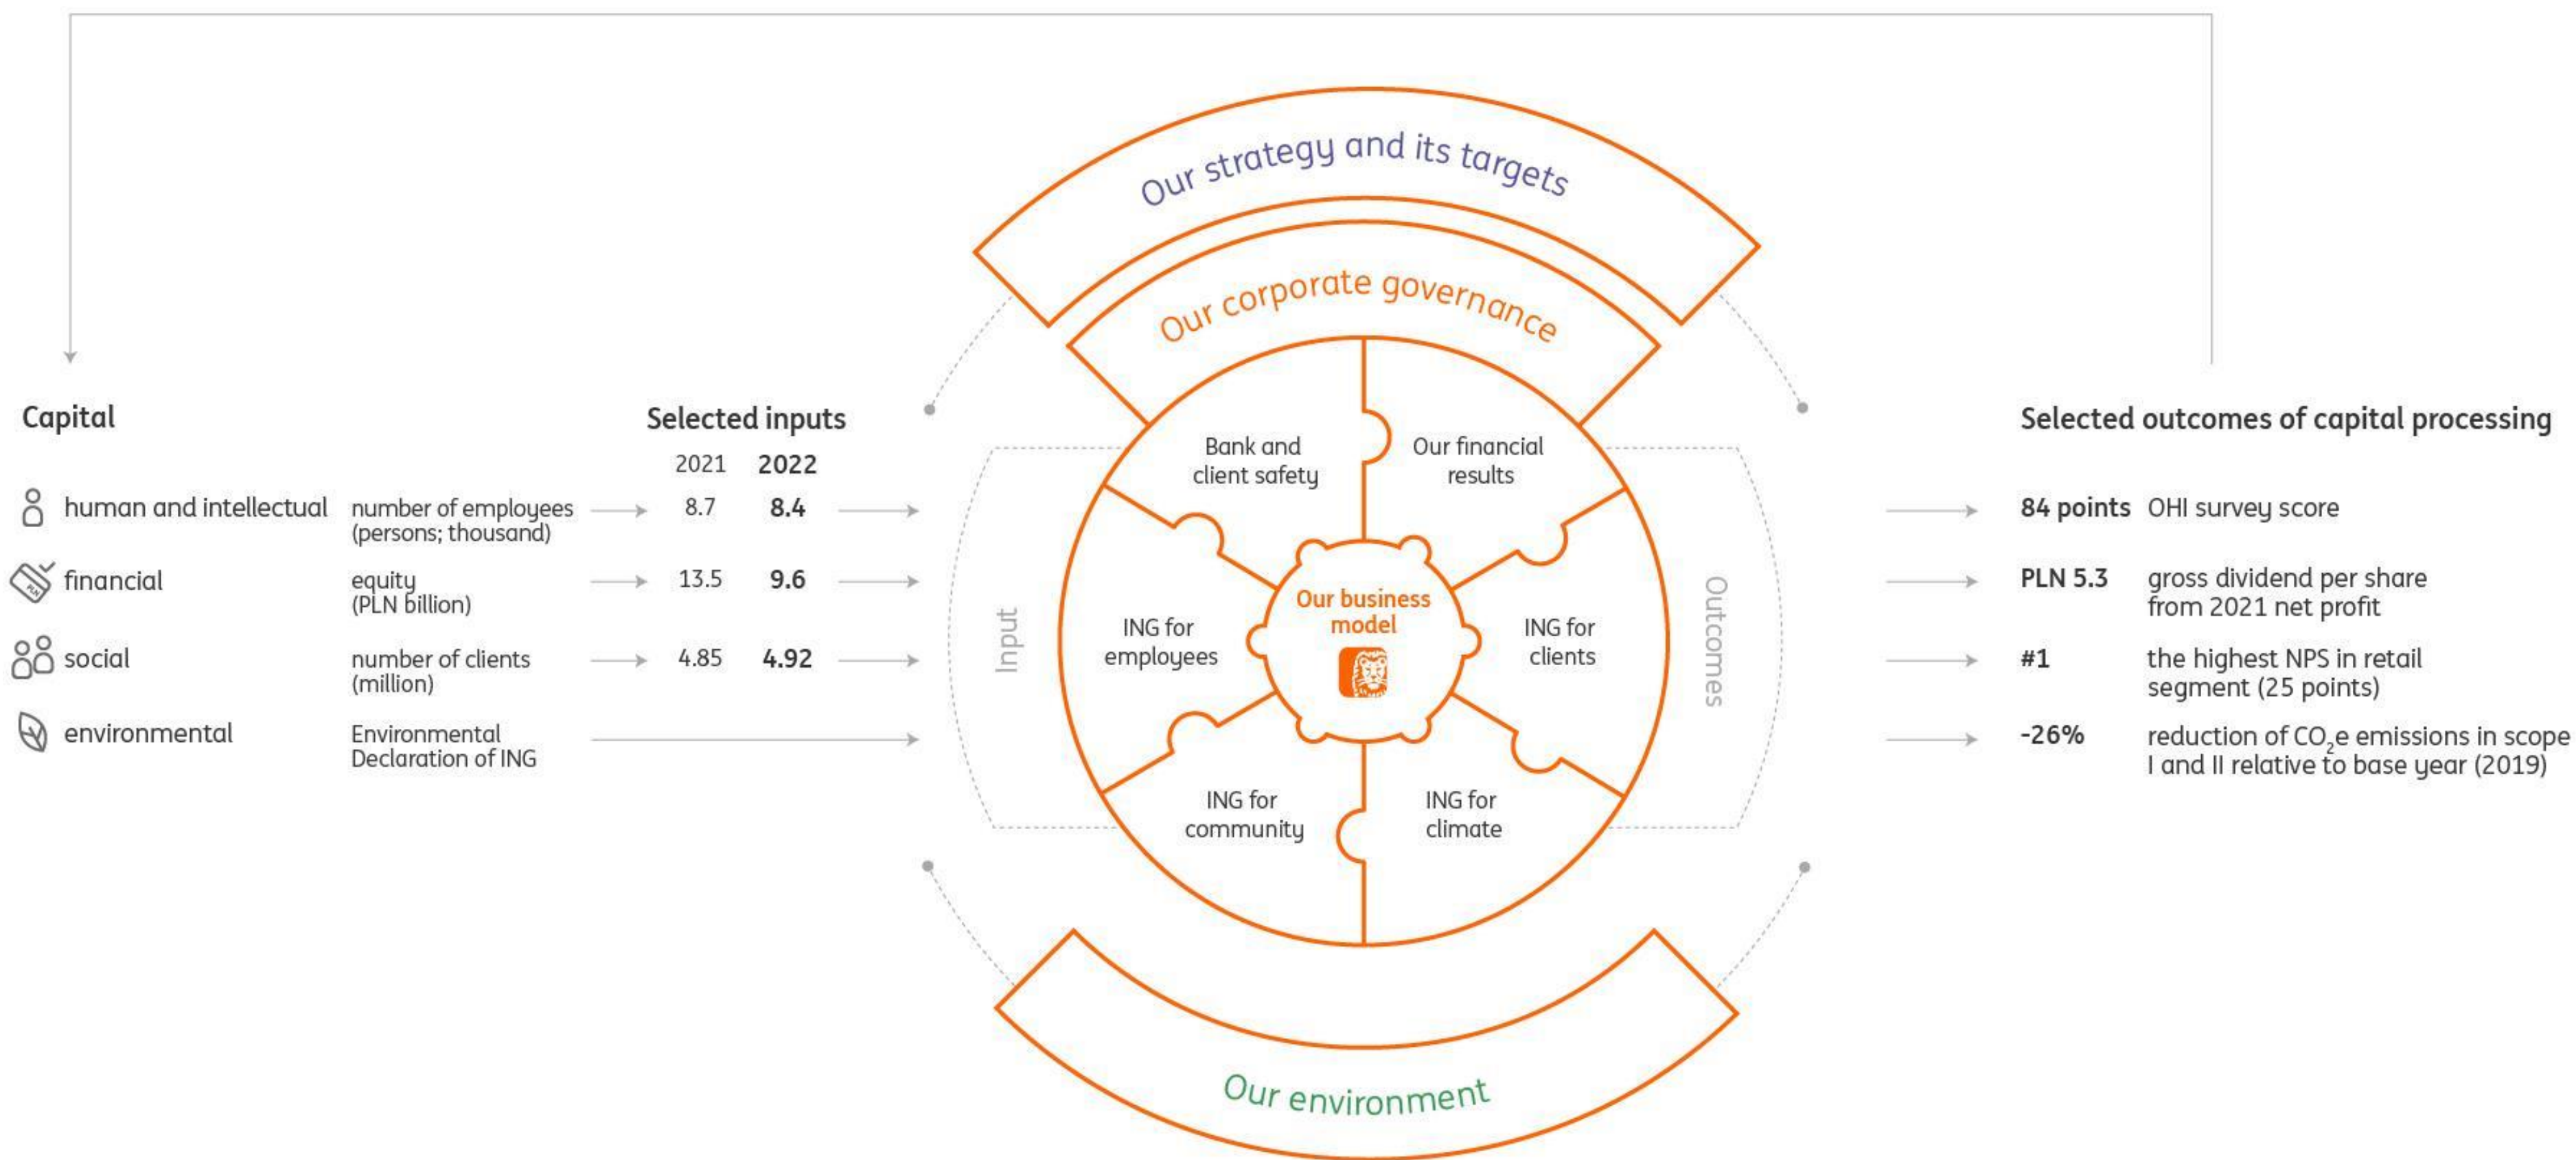 Our strategy and its targets
Our corporate governance
Capital
Selected inputs
2021 2022
human and intellectual number of employees 8.7 8.4
(persons; thousand)
financial equity 13.5 9.6
(PLN billion)
social number of clients 4.85 4.92
(million)
environmental Environmental
Declaration of ING
Input
Bank and
client safety
Our financial
results
ING for
employees
Our business
model
ING for
clients
ING for
community
ING for
climate
Outcomes
Selected outcomes of capital processing
84 points OHI survey score
PLN 5.3 gross dividend per share
from 2021 net profit
#1 the highest NPS in retail
segment (25 points)
-26% reduction of CO₂e emissions in scope
I and II relative to base year (2019)
Our environment